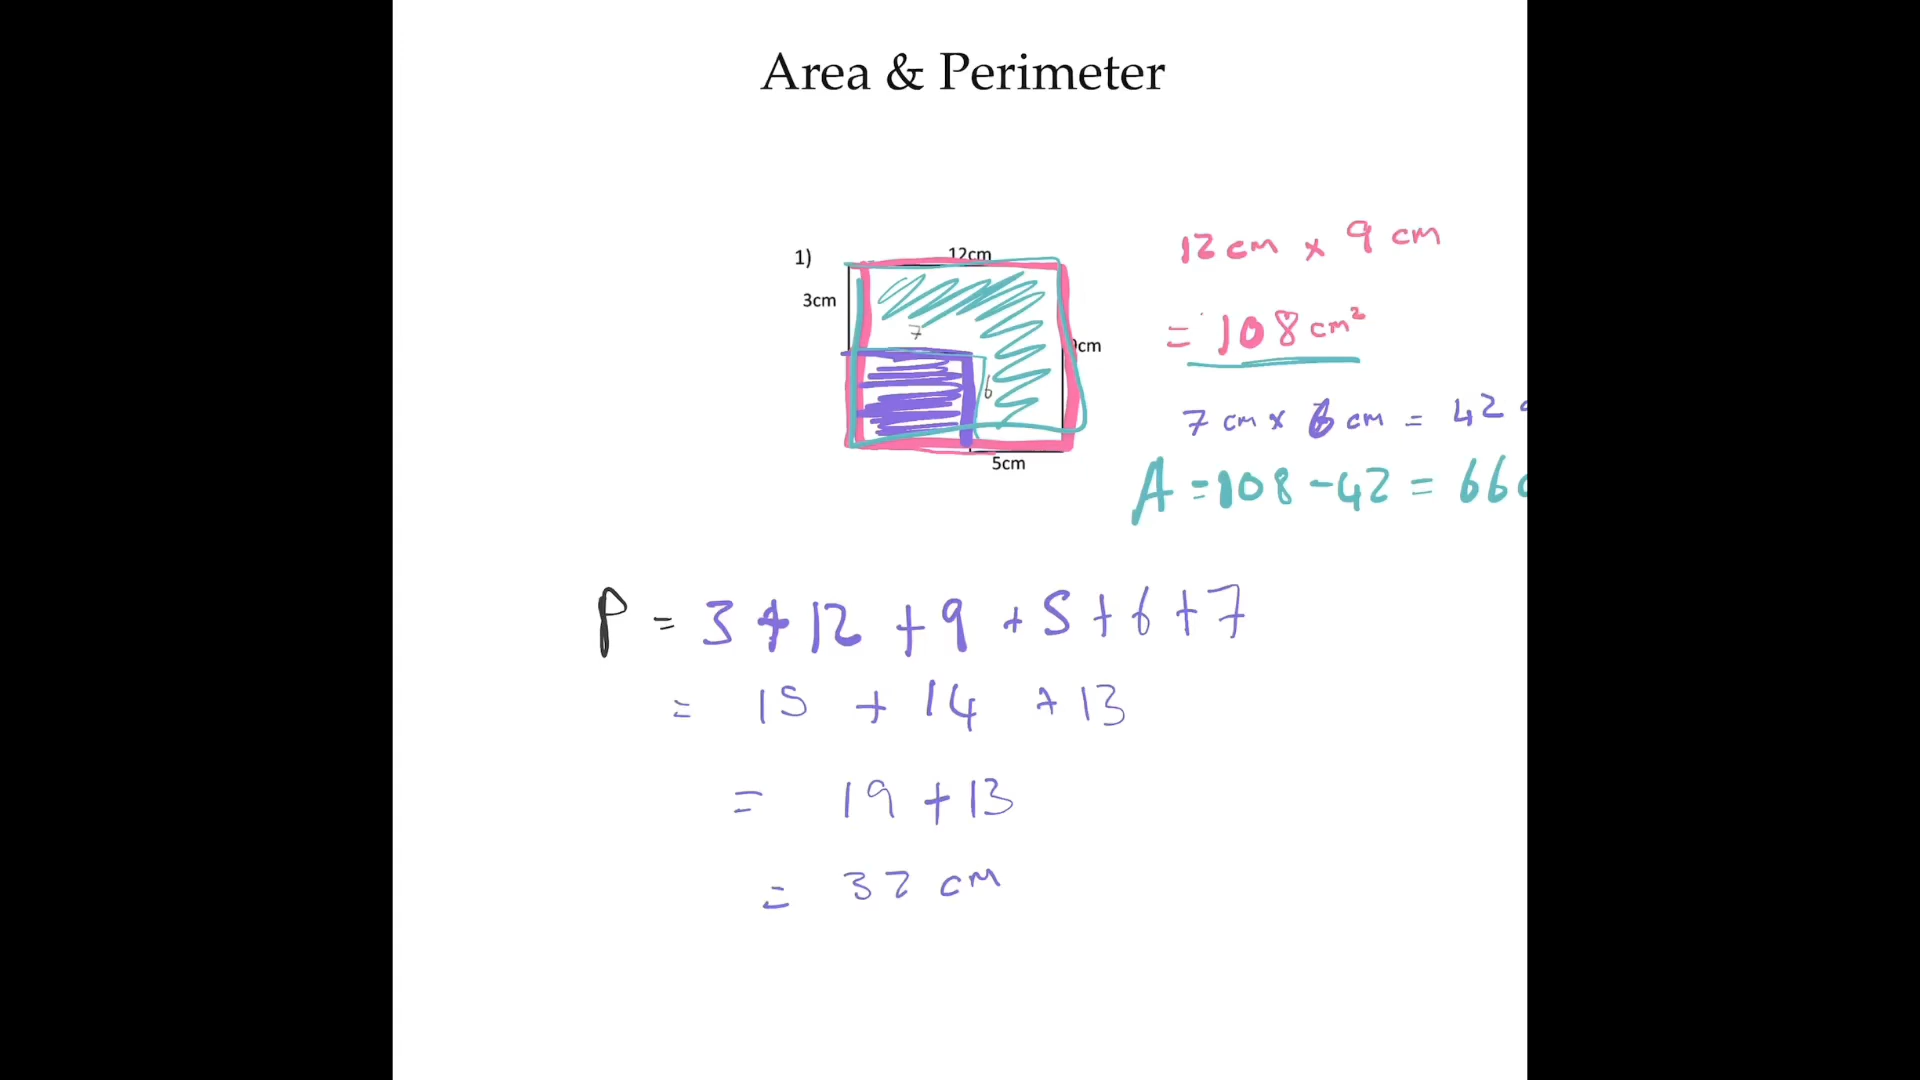 Area & Perimeter
1)
12cm
3cm
7
6
cm
5cm
12 cm x 9 cm
= 108 cm²
7 cm x 6 cm = 42
A = 108 - 42 = 66
P = 3 + 12 + 9 + 5 + 6 + 7
= 15 + 14 + 13
= 19 + 13
= 32 cm